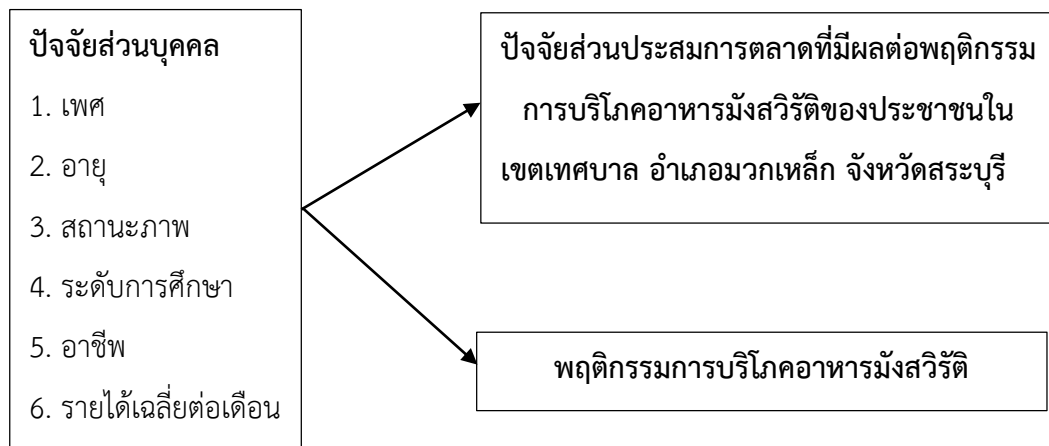 ปัจจัยส่วนบุคคล
1. เพศ
2. อายุ
3. สถานะภาพ
4. ระดับการศึกษา
5. อาชีพ
6. รายได้เฉลี่ยต่อเดือน
ปัจจัยส่วนประสมการตลาดที่มีผลต่อพฤติกรรม
การบริโภคอาหารมังสวิรัติของประชาชนใน
เขตเทศบาล อำเภอมวกเหล็ก จังหวัดสระบุรี
พฤติกรรมการบริโภคอาหารมังสวิรัติ